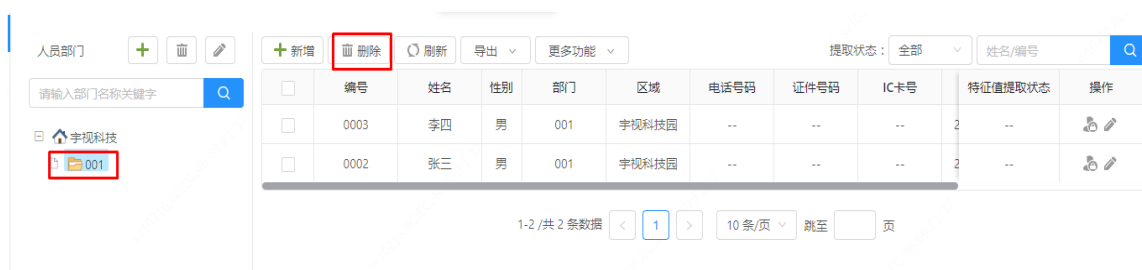 人员部门
新增 删除 刷新 导出 更多功能 提取状态： 全部 姓名/编号
请输入部门名称关键字
编号 姓名 性别 部门 区域 电话号码 证件号码 IC卡号 特征值提取状态 操作
宇视科技
001
0003 李四 男 001 宇视科技园 -- -- -- 2 --
0002 张三 男 001 宇视科技园 -- -- -- 2 --
1-2 /共 2 条数据 < 1 > 10 条/页 跳至 页